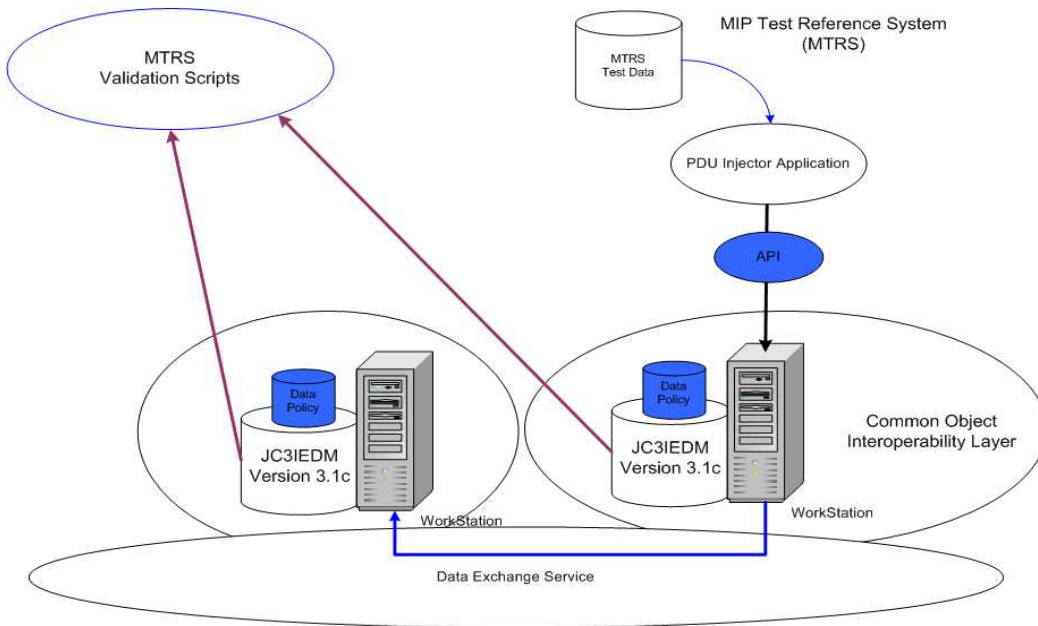 MIP Test Reference System
(MTRS)
MTRS
Validation Scripts
MTRS
Test Data
PDU Injector Application
API
Data
Policy
JC3IEDM
Version 3.1c
WorkStation
Data
Policy
JC3IEDM
Version 3.1c
WorkStation
Common Object
Interoperability Layer
Data Exchange Service